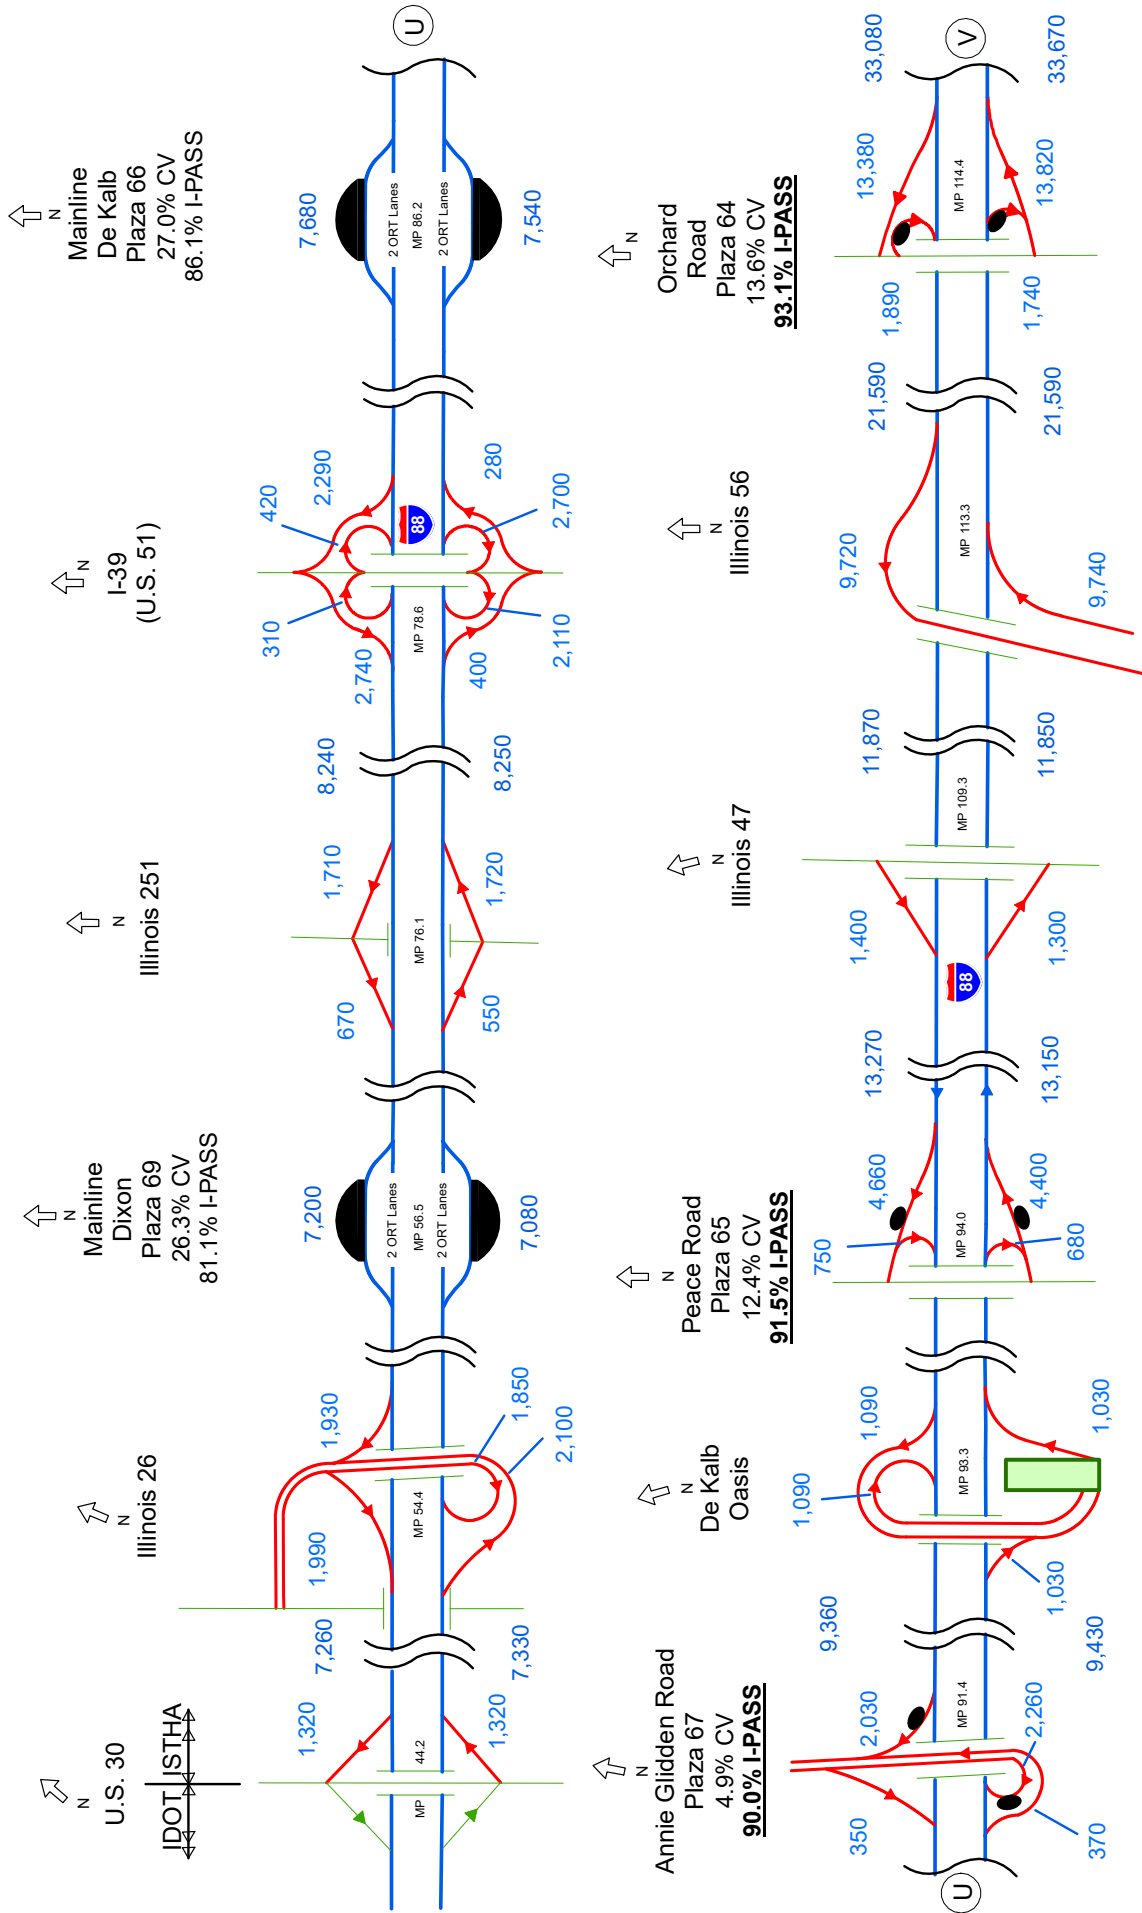 U.S. 30
N
IDOT
ISTHA
1,320
1,320
MP
44.2
7,260
7,330
Illinois 26
N
1,990
1,930
MP 54.4
1,850
2,100
Mainline
Dixon
Plaza 69
26.3% CV
81.1% I-PASS
N
7,200
2 ORT Lanes
MP 56.5
2 ORT Lanes
7,080
Illinois 251
N
670
1,710
MP 76.1
550
1,720
8,240
8,250
I-39
(U.S. 51)
N
310
420
2,740
2,290
MP 78.6
88
400
280
2,110
2,700
Mainline
De Kalb
Plaza 66
27.0% CV
86.1% I-PASS
N
7,680
2 ORT Lanes
MP 86.2
2 ORT Lanes
7,540
U
Annie Glidden Road
Plaza 67
4.9% CV
90.0% I-PASS
N
350
2,030
MP 91.4
2,260
370
U
9,360
9,430
De Kalb
Oasis
N
1,090
1,090
MP 93.3
1,030
1,030
Peace Road
Plaza 65
12.4% CV
91.5% I-PASS
N
750
4,660
MP 94.0
680
4,400
13,270
13,150
Illinois 47
N
1,400
88
MP 109.3
1,300
11,870
11,850
Illinois 56
N
9,720
MP 113.3
9,740
21,590
21,590
Orchard
Road
Plaza 64
13.6% CV
93.1% I-PASS
N
1,890
13,380
MP 114.4
1,740
13,820
33,080
33,670
V